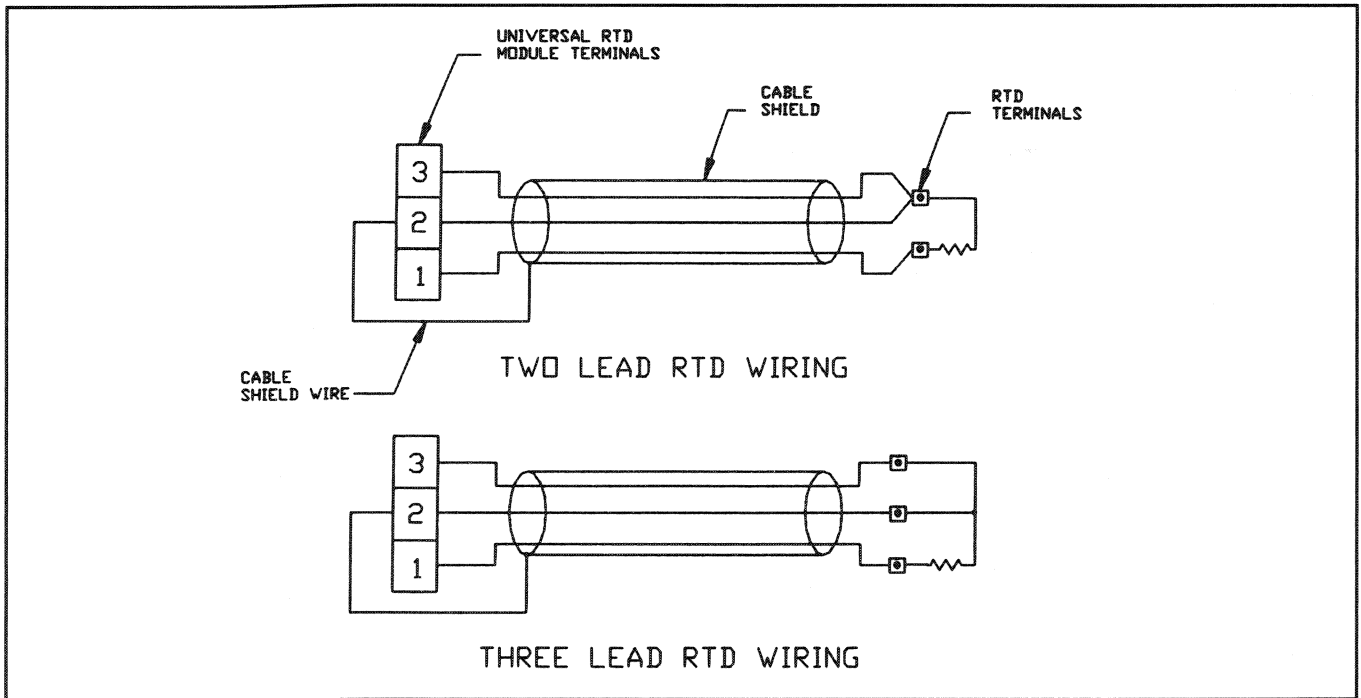 UNIVERSAL RTD
MODULE TERMINALS
CABLE
SHIELD
RTD
TERMINALS
3
2
1
CABLE
SHIELD WIRE
TWO LEAD RTD WIRING
3
2
1
THREE LEAD RTD WIRING